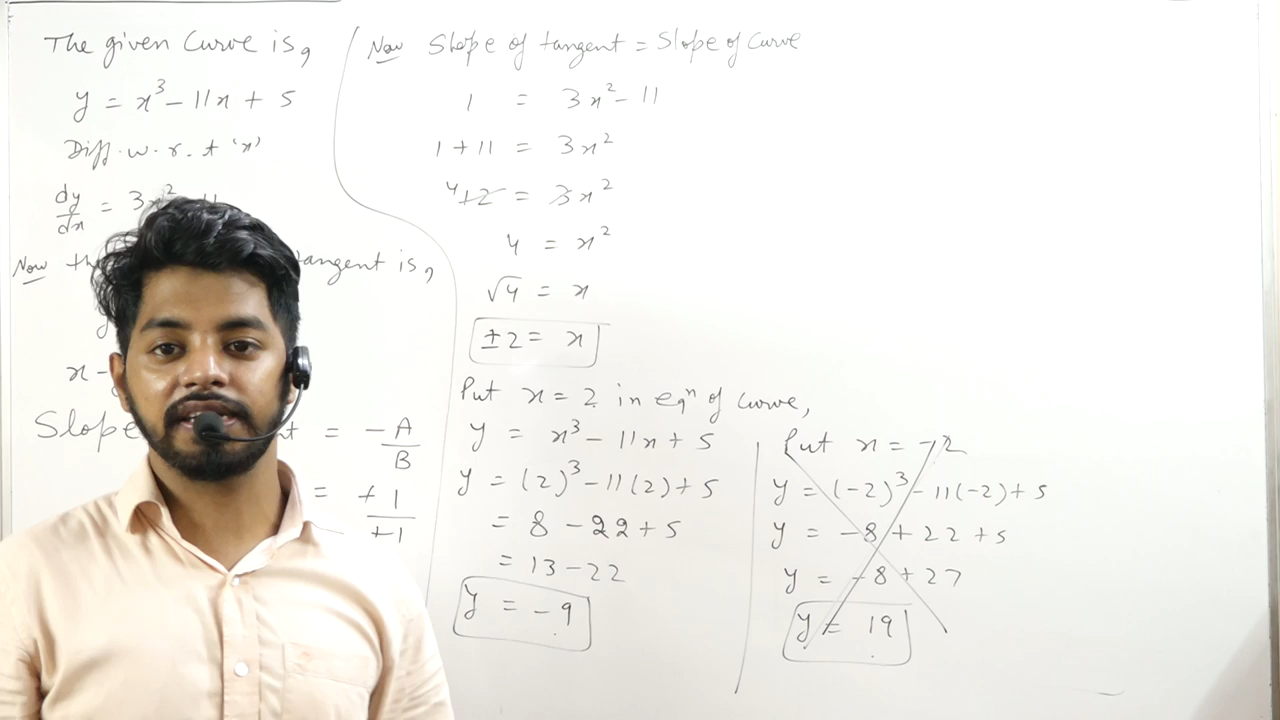 The given Curve is,
y = x³ - 11x + 5
Diff. w. r. t 'x'
dy/dx = 3x²
Now tangent is,
x -
Slope = -A/B
= +1/+1
Now Slope of tangent = Slope of Curve
1 = 3x² - 11
1 + 11 = 3x²
4 12 = 3x²
4 = x²
√4 = x
±2 = x
Put x = 2 in eqⁿ of curve,
y = x³ - 11x + 5
y = (2)³ - 11(2) + 5
= 8 - 22 + 5
= 13 - 22
y = -9
Put x = -2
y = (-2)³ - 11(-2) + 5
y = -8 + 22 + 5
y = -8 + 27
y = 19